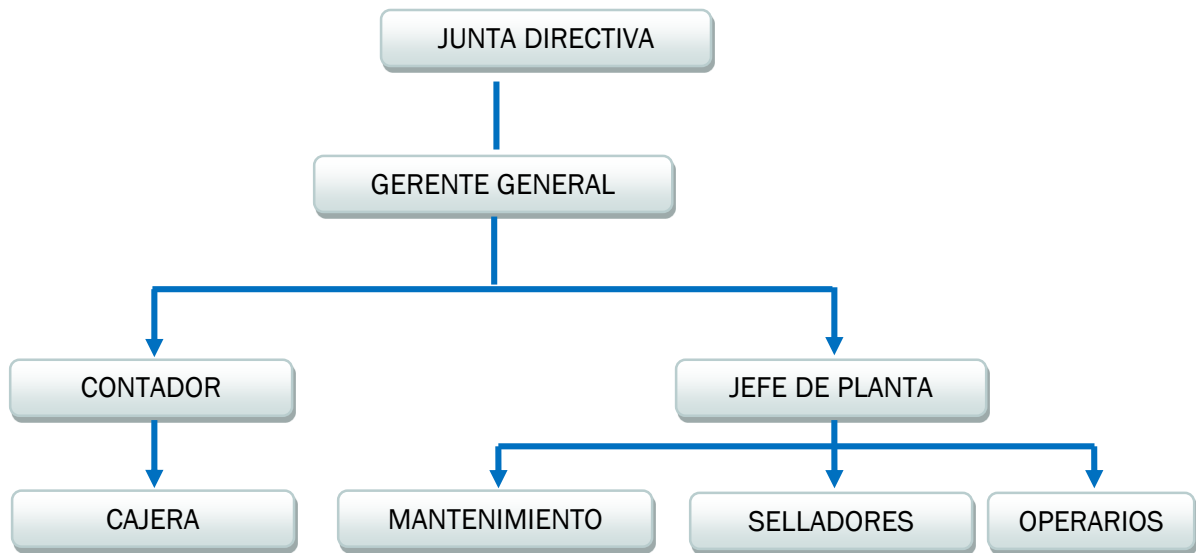 JUNTA DIRECTIVA
GERENTE GENERAL
CONTADOR
JEFE DE PLANTA
CAJERA
MANTENIMIENTO
SELLADORES
OPERARIOS